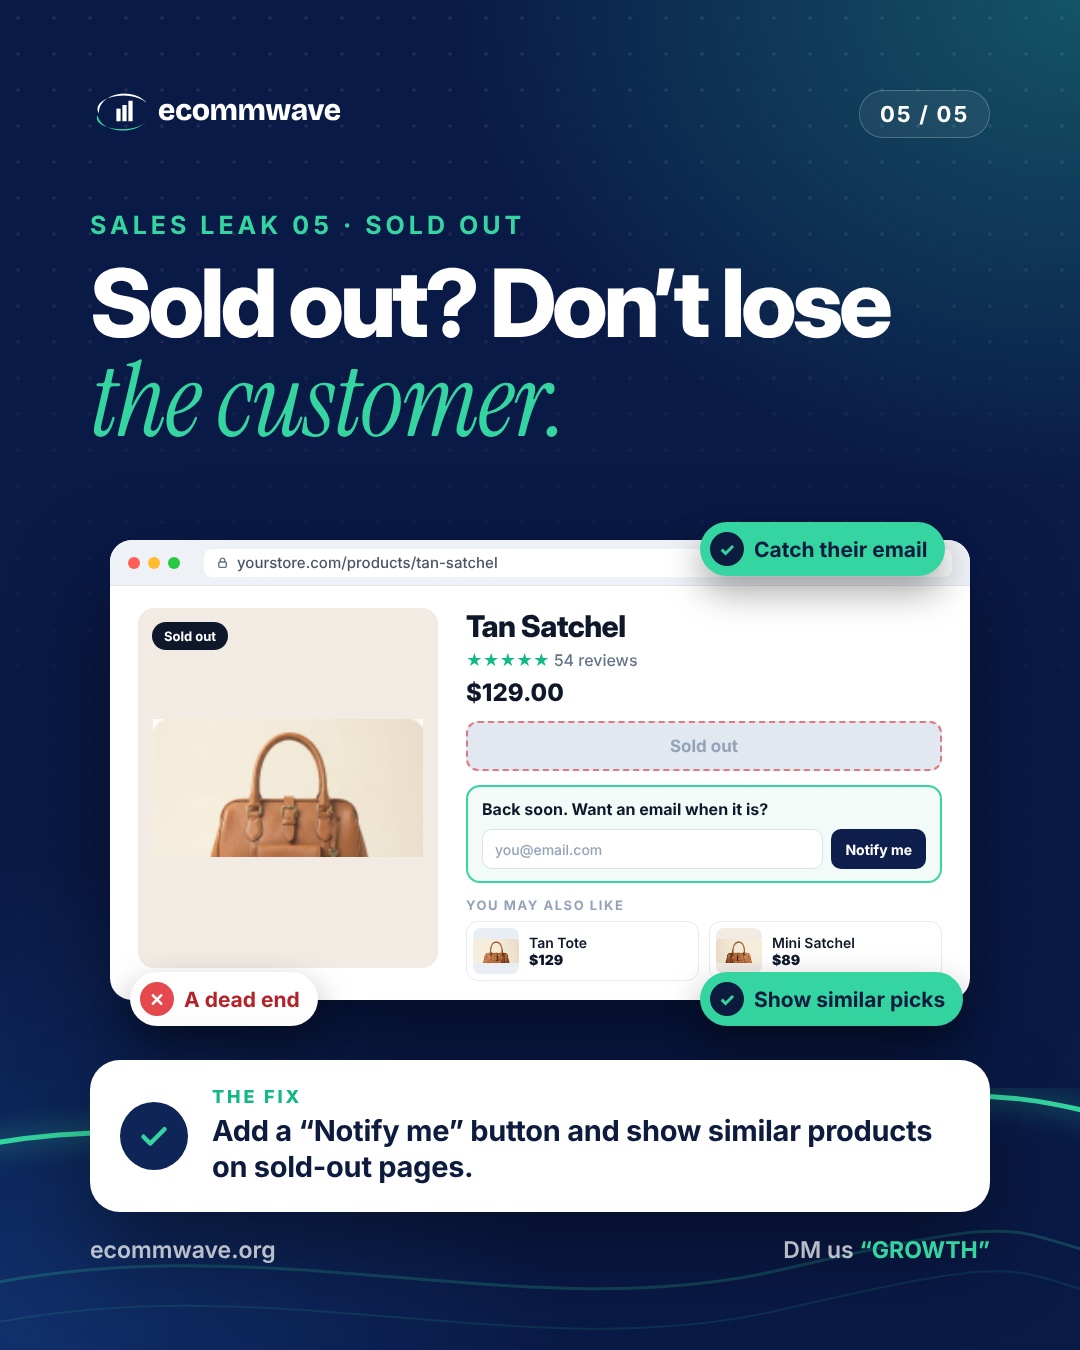 ecommwave
05 / 05
SALES LEAK 05 · SOLD OUT
Sold out? Don’t lose
the customer.
yourstore.com/products/tan-satchel
Catch their email
Sold out
Tan Satchel
★★★★★ 54 reviews
$129.00
Sold out
Back soon. Want an email when it is?
you@email.com
Notify me
YOU MAY ALSO LIKE
Tan Tote
$129
Mini Satchel
$89
A dead end
Show similar picks
THE FIX
Add a “Notify me” button and show similar products
on sold-out pages.
ecommwave.org
DM us “GROWTH”